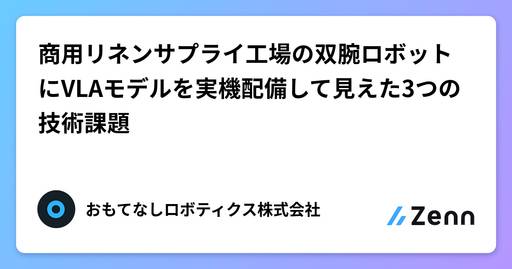 商用リネンサプライ工場の双腕ロボット
にVLAモデルを実機配備して見えた3つの
技術課題
おもてなしロボティクス株式会社
Zenn